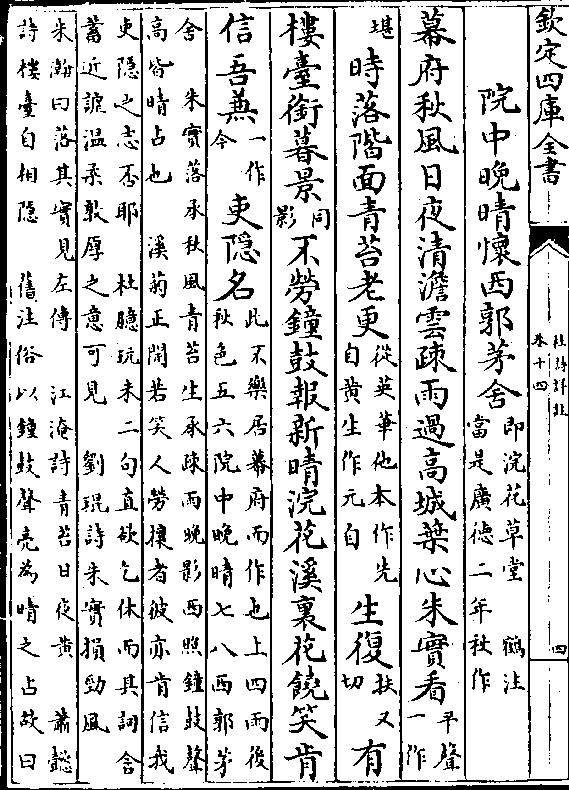 欽定四庫全書
杜詩詳註
卷十四
四
院中晚晴懷西郭茅舍 即浣花草堂 鶴注
當是廣德二年秋作
幕府秋風日夜清澹雲疎雨過高城葉心朱實看 平聲
一作
堪 時落階面青苔老更 從英華他本作先
自黄生作元自 生復 扶又
切 有
樓臺銜暮景 同
影 不勞鐘鼓報新晴浣花溪裏花饒笑肯
信吾兼 一作
今 吏隱名 此不樂居幕府而作也上四雨後
秋色五六院中晚晴七八西郭茅
舍 朱實落承秋風青苔生承疎雨晚影西照鐘鼓聲
高皆晴占也 溪菊正開若笑人勞攘者彼亦肯信我
吏隱之志否耶 杜臆玩末二句直欲乞休而其詞含
蓄近謔溫柔敦厚之意可見 劉琨詩朱實損勁風
朱瀚曰落其實見左傳 江淹詩青苔日夜黄 蕭懿
詩樓臺自相隱 舊注俗以鐘鼓聲亮為晴之占故曰